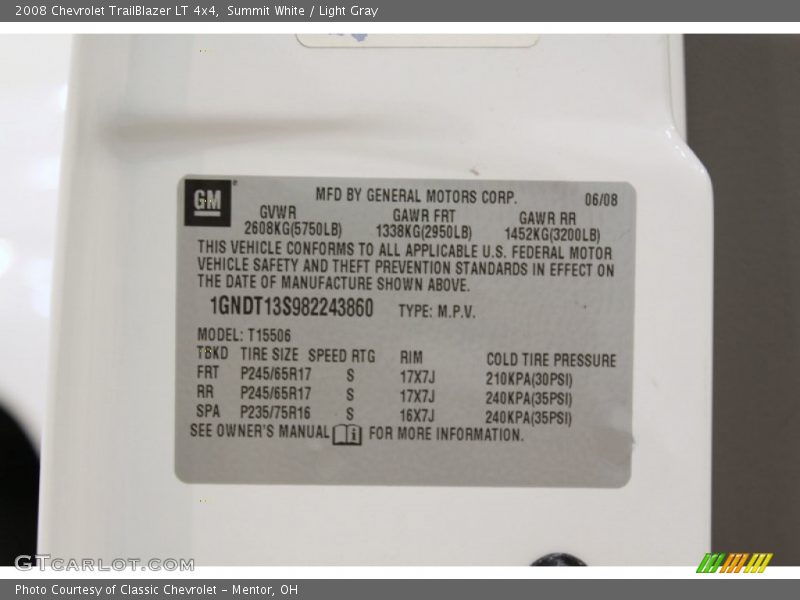 2008 Chevrolet TrailBlazer LT 4x4, Summit White / Light Gray
GM
MFD BY GENERAL MOTORS CORP. 06/08
GVWR GAWR FRT GAWR RR
2608KG(5750LB) 1338KG(2950LB) 1452KG(3200LB)
THIS VEHICLE CONFORMS TO ALL APPLICABLE U.S. FEDERAL MOTOR
VEHICLE SAFETY AND THEFT PREVENTION STANDARDS IN EFFECT ON
THE DATE OF MANUFACTURE SHOWN ABOVE.
1GNDT13S982243860 TYPE: M.P.V.
MODEL: T15506
TBKD TIRE SIZE SPEED RTG RIM COLD TIRE PRESSURE
FRT P245/65R17 S 17X7J 210KPA(30PSI)
RR P245/65R17 S 17X7J 240KPA(35PSI)
SPA P235/75R16 S 16X7J 240KPA(35PSI)
SEE OWNER'S MANUAL i FOR MORE INFORMATION.
GTCARLOT.COM
Photo Courtesy of Classic Chevrolet - Mentor, OH